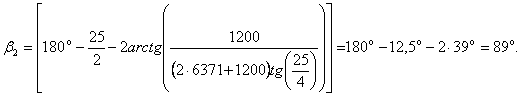 β₂ = [180° − 25/2 − 2arctg(1200/((2·6371+1200)tg(25/4)))] =180° −12,5° −2·39° = 89°.